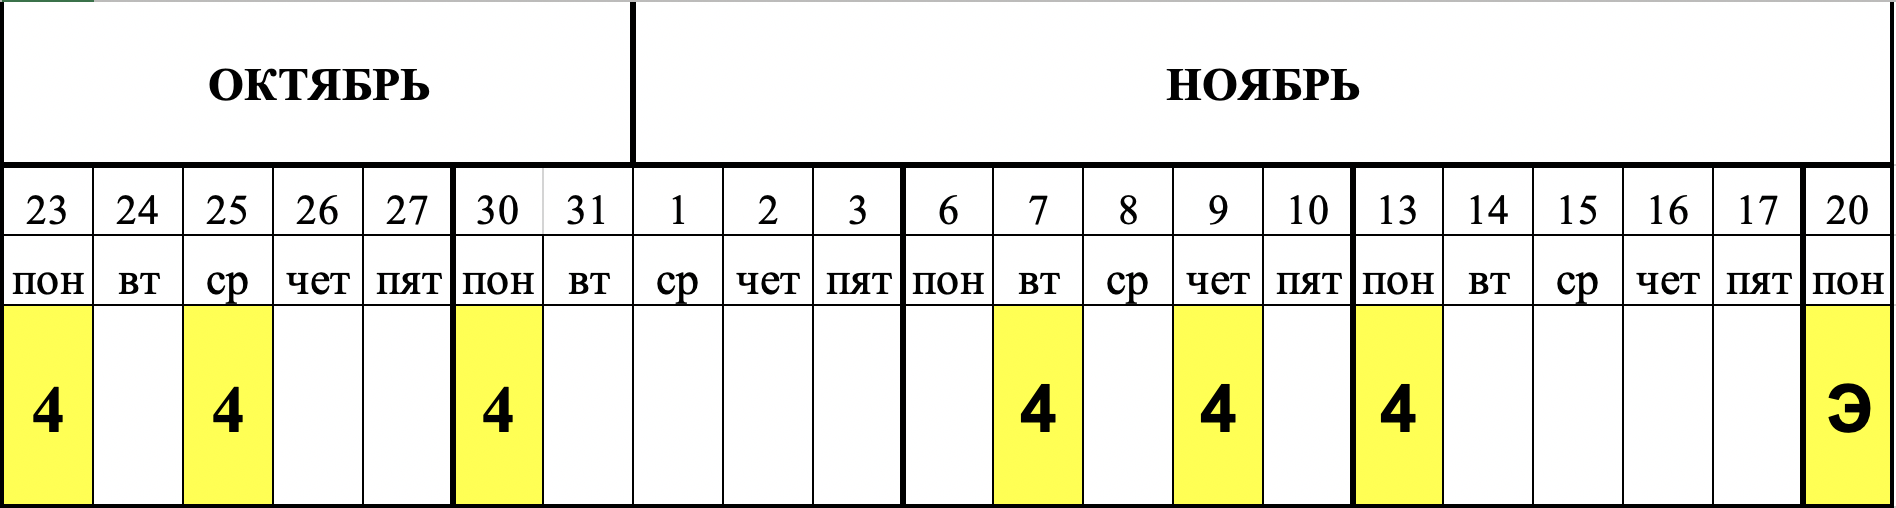 ОКТЯБРЬ НОЯБРЬ
23 24 25 26 27 30 31 1 2 3 6 7 8 9 10 13 14 15 16 17 20
пон вт ср чет пят пон вт ср чет пят пон вт ср чет пят пон вт ср чет пят пон
4 4 4 4 4 4 Э